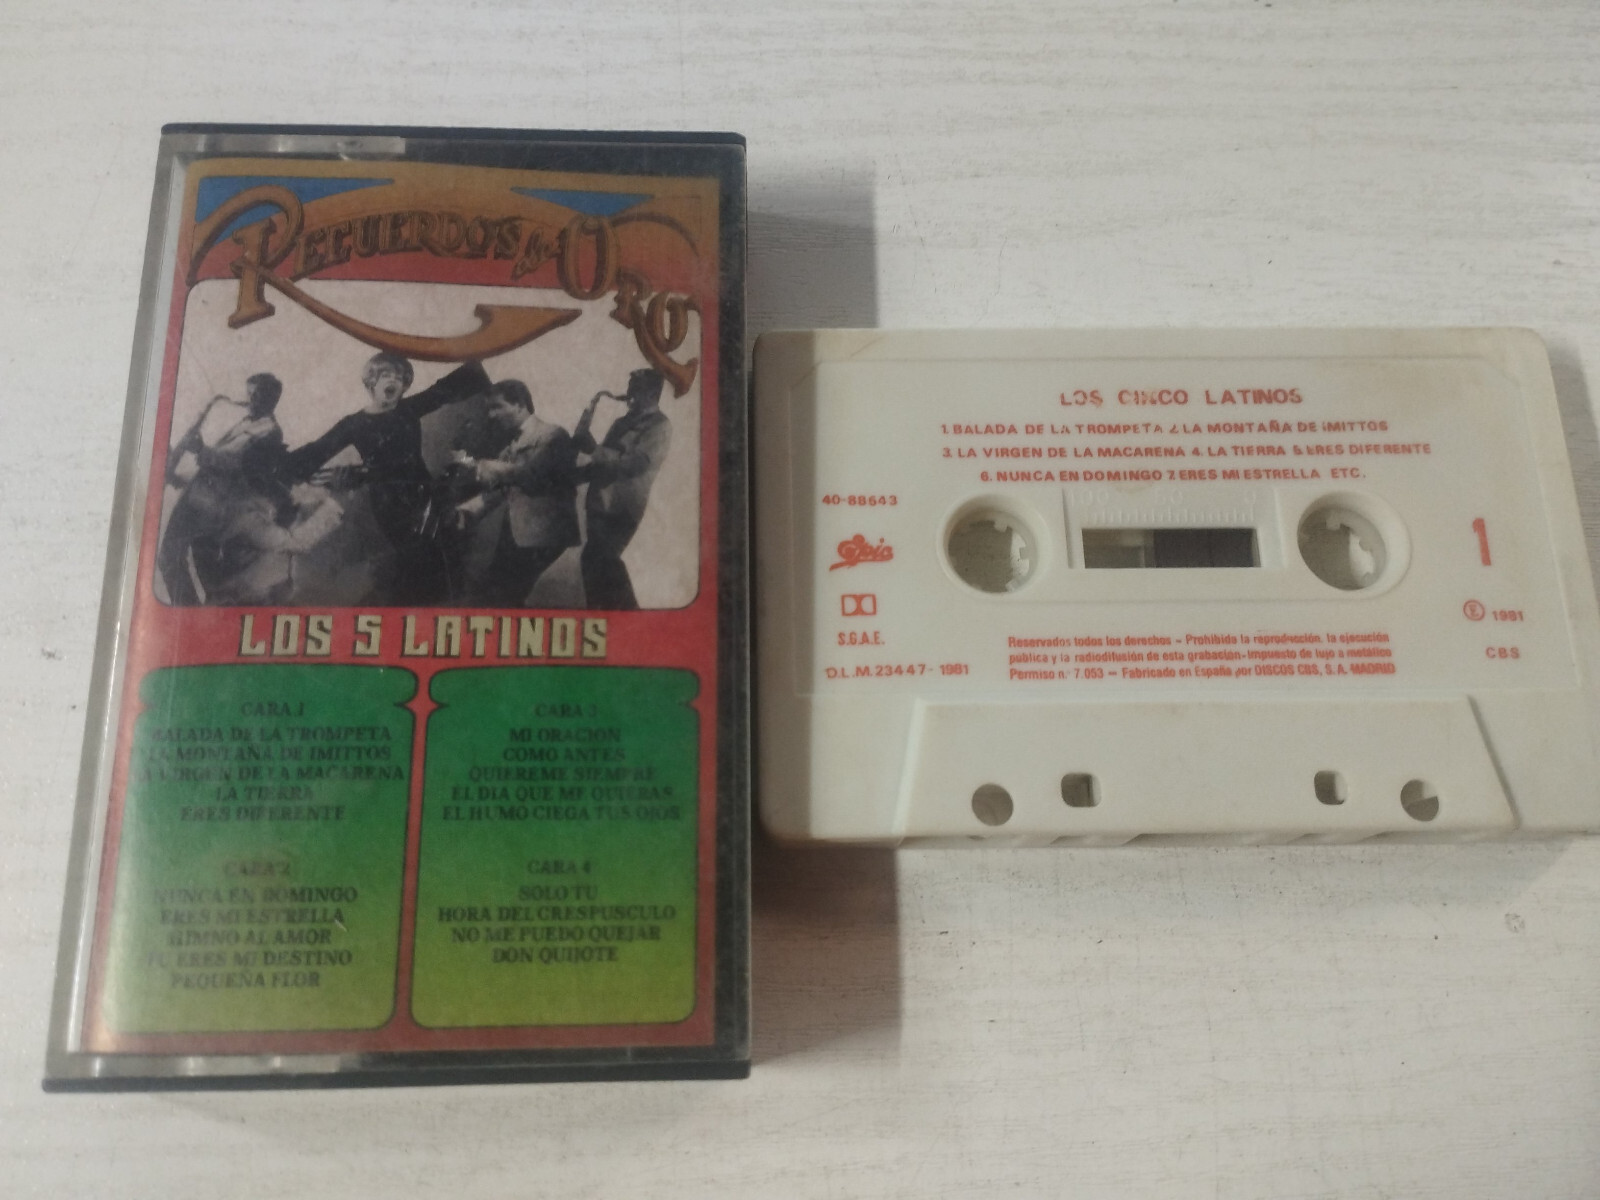 RECUERDOS de ORO
LOS 5 LATINOS
CARA 1
BALADA DE LA TROMPETA
LA MONTAÑA DE IMITTOS
LA VIRGEN DE LA MACARENA
LA TIERRA
ERES DIFERENTE
CARA 2
NUNCA EN DOMINGO
ERES MI ESTRELLA
HIMNO AL AMOR
TU ERES MI DESTINO
PEQUEÑA FLOR
CARA 3
MI ORACION
COMO ANTES
QUIEREME SIEMPRE
EL DIA QUE ME QUIERAS
EL HUMO CIEGA TUS OJOS
CARA 4
SOLO TU
HORA DEL CRESPUSCULO
NO ME PUEDO QUEJAR
DON QUIJOTE
LOS CINCO LATINOS
1. BALADA DE LA TROMPETA 2. LA MONTAÑA DE IMITTOS
3. LA VIRGEN DE LA MACARENA 4. LA TIERRA 5. ERES DIFERENTE
6. NUNCA EN DOMINGO 7. ERES MI ESTRELLA ETC.
40-88643
Epic
S.G.A.E.
D.L.M. 23447-1981
1
Ⓟ 1981
CBS
Reservados todos los derechos - Prohibida la reproducción, la ejecución
pública y la radiodifusión de esta grabacion - Impuesto de lujo a metálico
Permiso n.º 7.053 - Fabricado en España por DISCOS CBS, S.A. MADRID